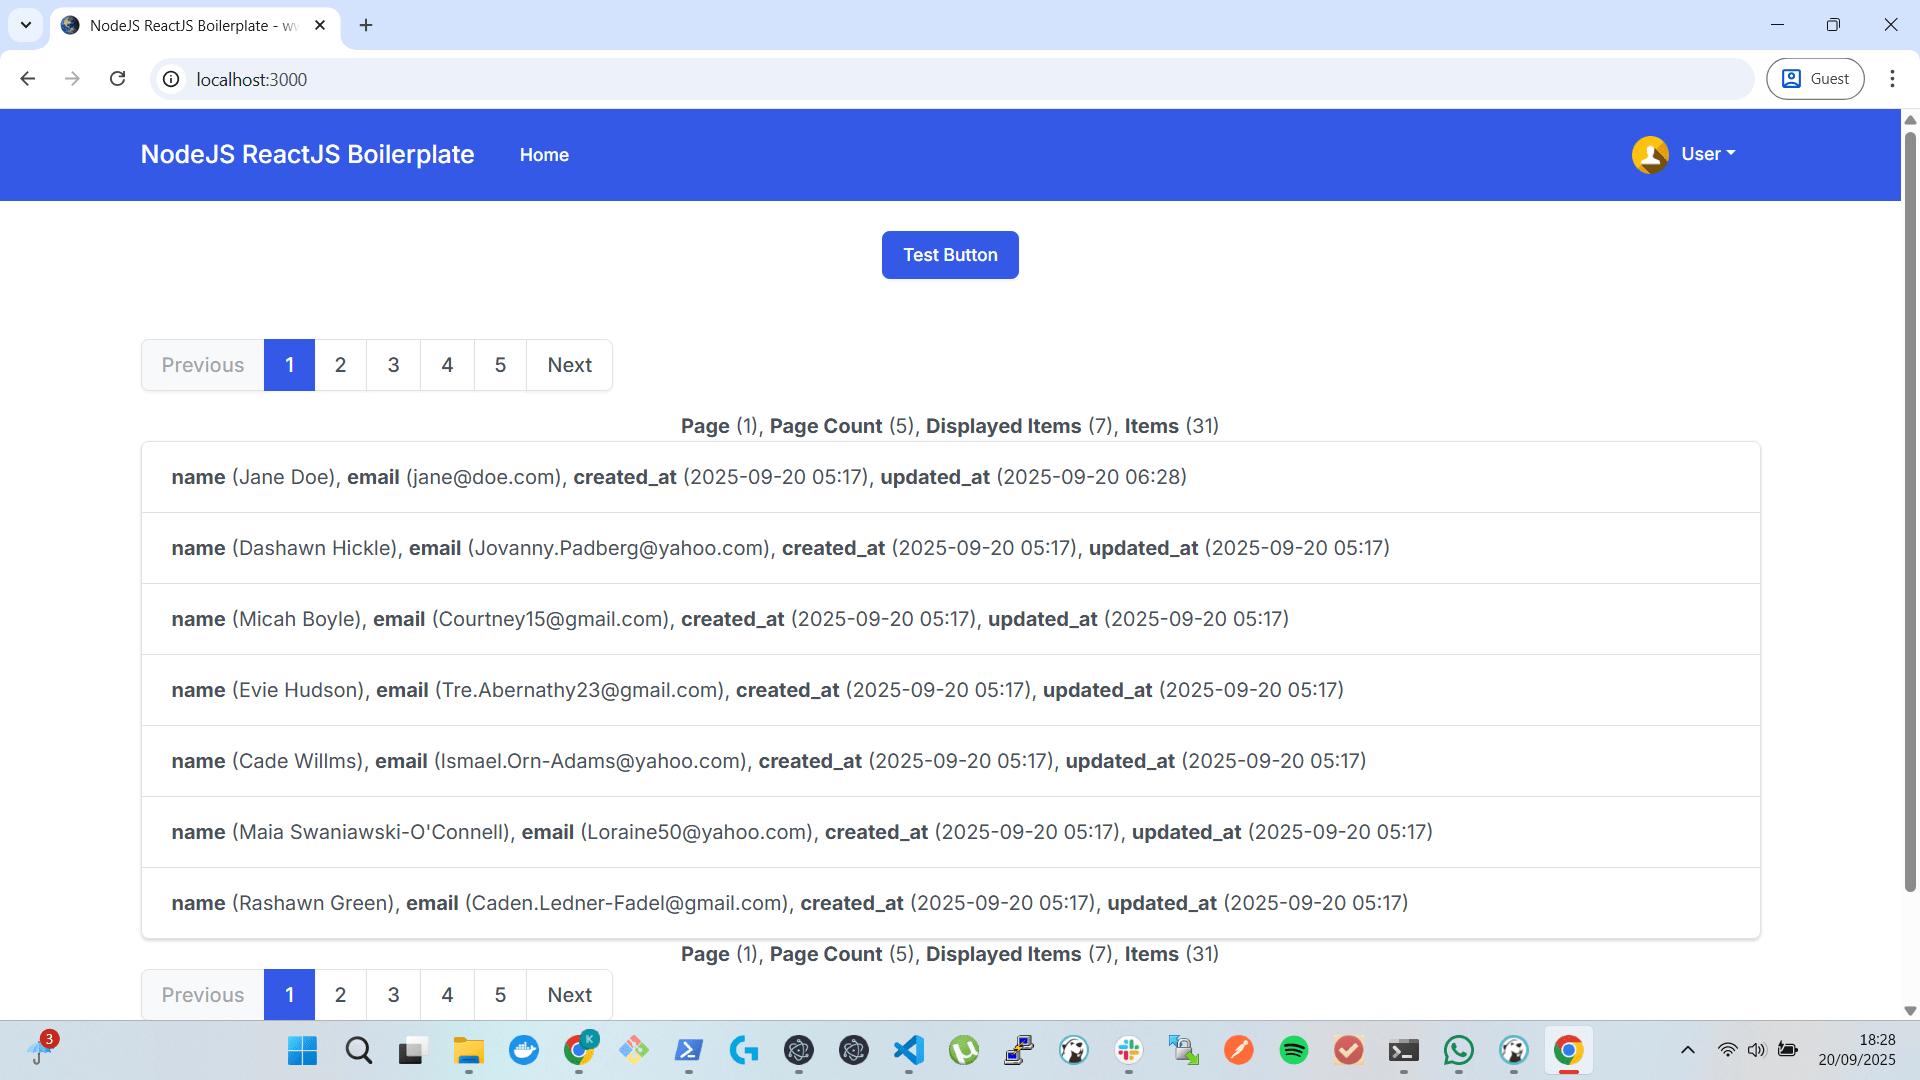 NodeJS ReactJS Boilerplate - w
localhost:3000
Guest
NodeJS ReactJS Boilerplate
Home
User
Test Button
Previous 1 2 3 4 5 Next
Page (1), Page Count (5), Displayed Items (7), Items (31)
name (Jane Doe), email (jane@doe.com), created_at (2025-09-20 05:17), updated_at (2025-09-20 06:28)
name (Dashawn Hickle), email (Jovanny.Padberg@yahoo.com), created_at (2025-09-20 05:17), updated_at (2025-09-20 05:17)
name (Micah Boyle), email (Courtney15@gmail.com), created_at (2025-09-20 05:17), updated_at (2025-09-20 05:17)
name (Evie Hudson), email (Tre.Abernathy23@gmail.com), created_at (2025-09-20 05:17), updated_at (2025-09-20 05:17)
name (Cade Willms), email (Ismael.Orn-Adams@yahoo.com), created_at (2025-09-20 05:17), updated_at (2025-09-20 05:17)
name (Maia Swaniawski-O'Connell), email (Loraine50@yahoo.com), created_at (2025-09-20 05:17), updated_at (2025-09-20 05:17)
name (Rashawn Green), email (Caden.Ledner-Fadel@gmail.com), created_at (2025-09-20 05:17), updated_at (2025-09-20 05:17)
Page (1), Page Count (5), Displayed Items (7), Items (31)
Previous 1 2 3 4 5 Next
3
K
18:28
20/09/2025